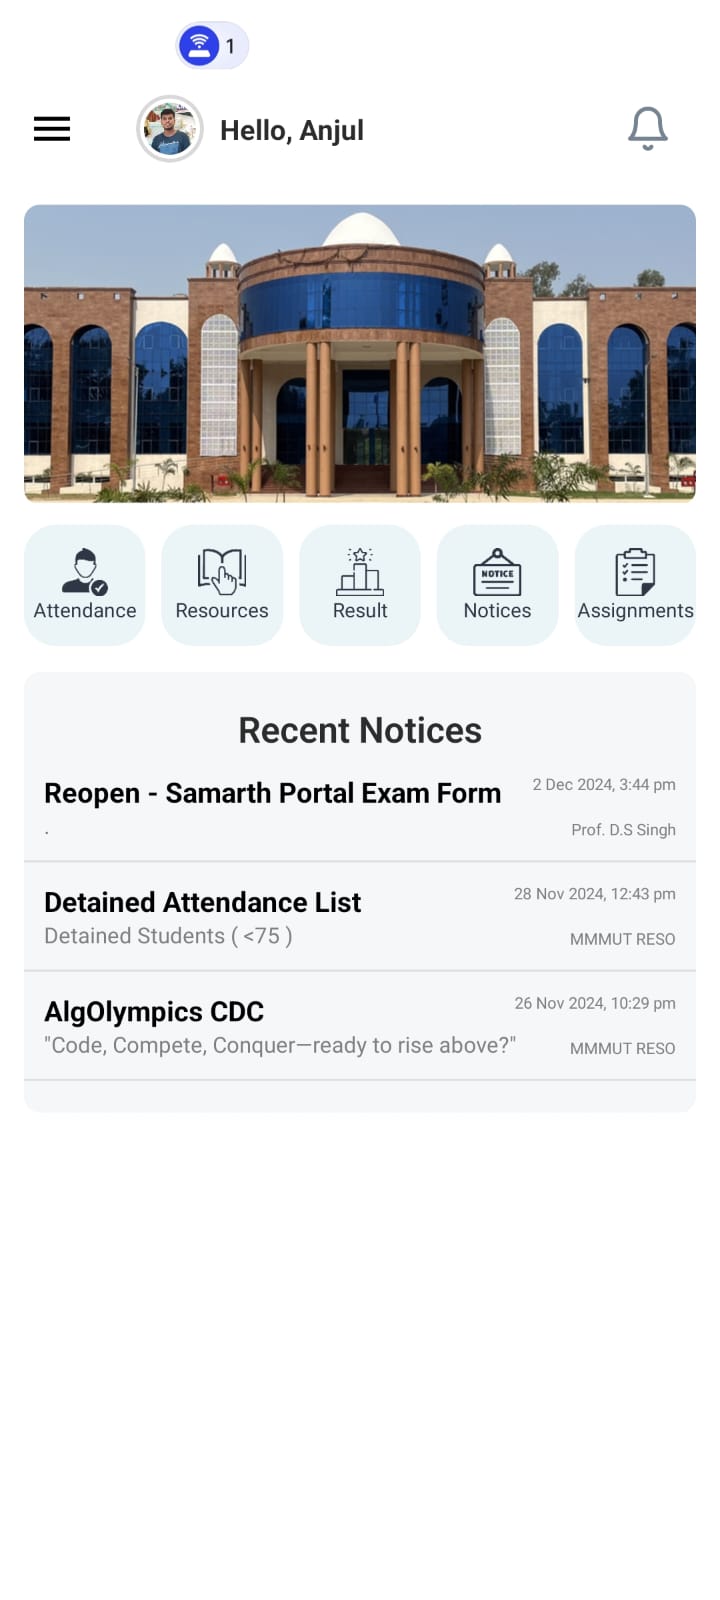 1
Hello, Anjul
Attendance
Resources
Result
NOTICE
Notices
Assignments
Recent Notices
Reopen - Samarth Portal Exam Form
2 Dec 2024, 3:44 pm
.
Prof. D.S Singh
Detained Attendance List
28 Nov 2024, 12:43 pm
Detained Students ( <75 )
MMMUT RESO
AlgOlympics CDC
26 Nov 2024, 10:29 pm
"Code, Compete, Conquer—ready to rise above?"
MMMUT RESO